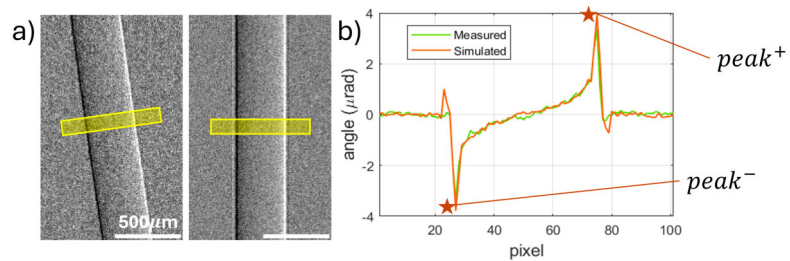 a)
500μm
b)
Measured
Simulated
4
2
0
-2
-4
angle (μrad)
20
40
60
80
100
pixel
peak⁺
peak⁻